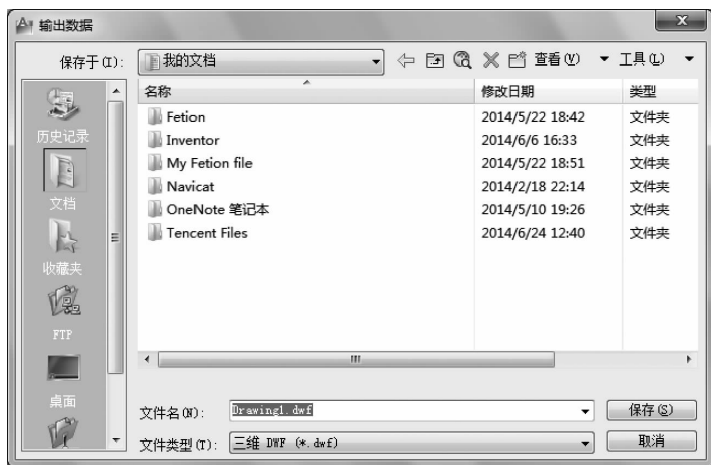 输出数据
保存于(I): 我的文档 查看(V) 工具(L)
名称 修改日期 类型
Fetion 2014/5/22 18:42 文件夹
Inventor 2014/6/6 16:33 文件夹
My Fetion file 2014/5/22 18:51 文件夹
Navicat 2014/2/18 22:14 文件夹
OneNote 笔记本 2014/5/10 19:26 文件夹
Tencent Files 2014/6/24 12:40 文件夹
历史记录
文档
收藏夹
FTP
桌面
文件名(N): Drawing1.dwf 保存(S)
文件类型(T): 三维 DWF (*.dwf) 取消